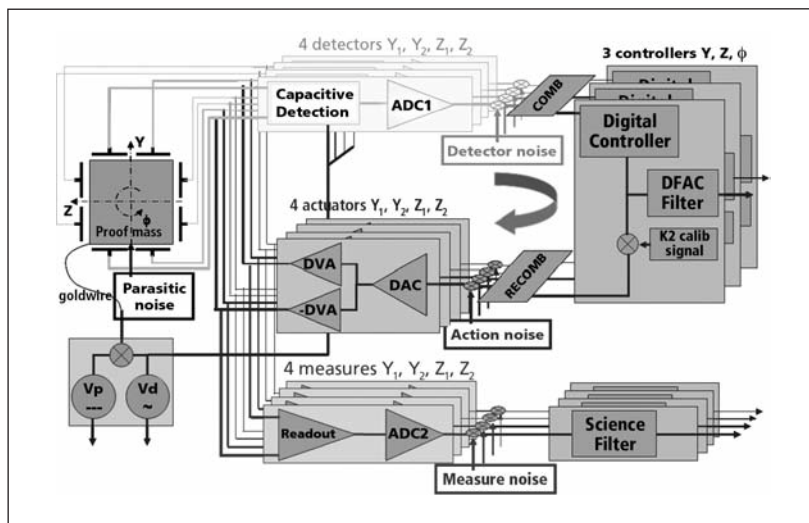 4 detectors Y1, Y2, Z1, Z2
3 controllers Y, Z, ϕ
Capacitive
Detection
ADC1
COMB
Digital
Digital
Digital
Controller
Detector noise
DFAC
Filter
K2 calib
signal
Y
Z
ϕ
Proof mass
4 actuators Y1, Y2, Z1, Z2
DVA
-DVA
DAC
RECOMB
Action noise
Parasitic
noise
goldwire
Vp
---
Vd
~
4 measures Y1, Y2, Z1, Z2
Readout
ADC2
Measure noise
Science
Filter